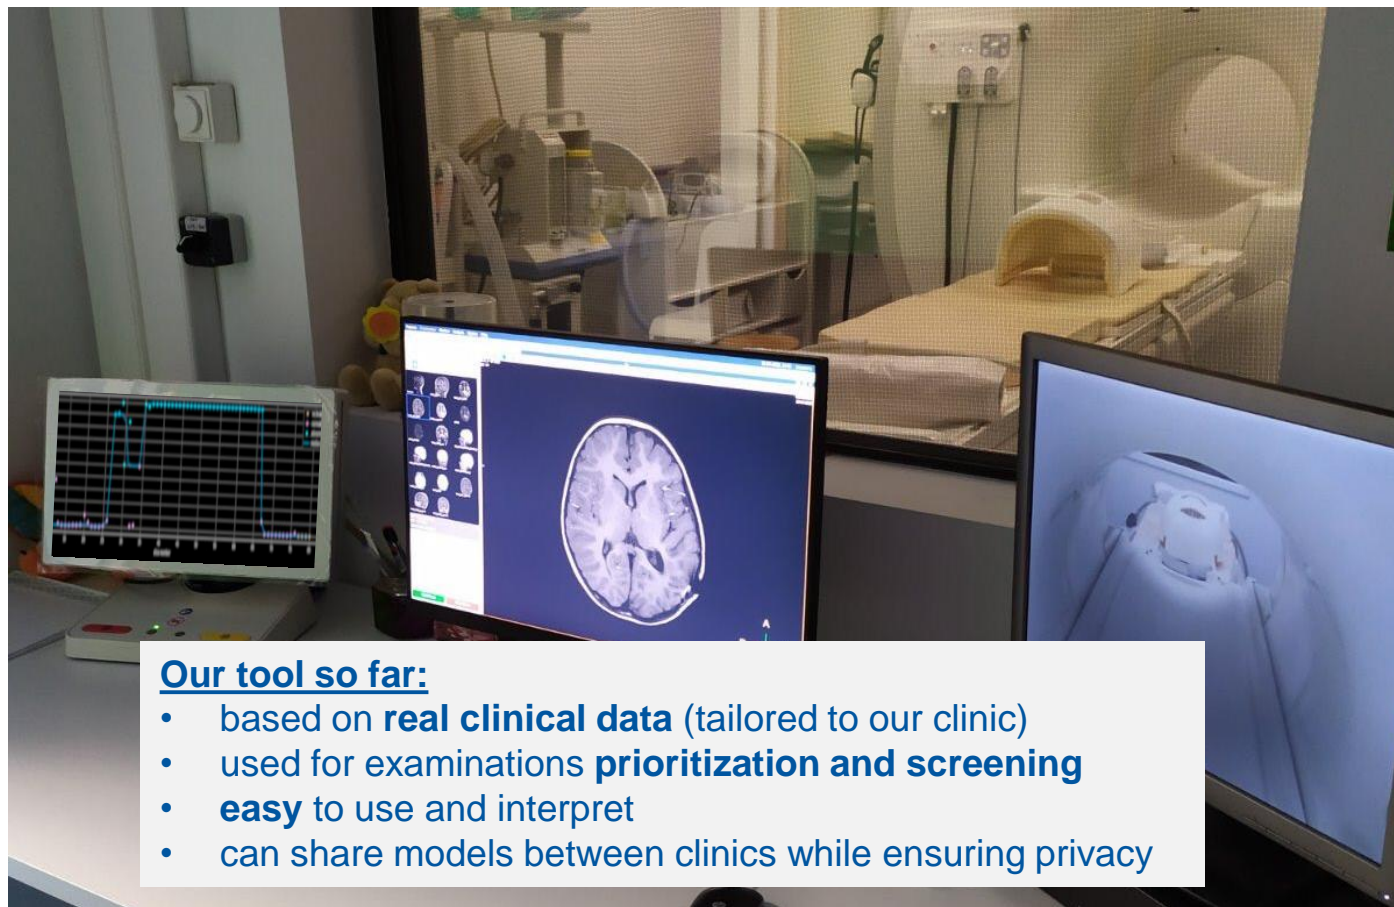 A
Our tool so far:
• based on real clinical data (tailored to our clinic)
• used for examinations prioritization and screening
• easy to use and interpret
• can share models between clinics while ensuring privacy